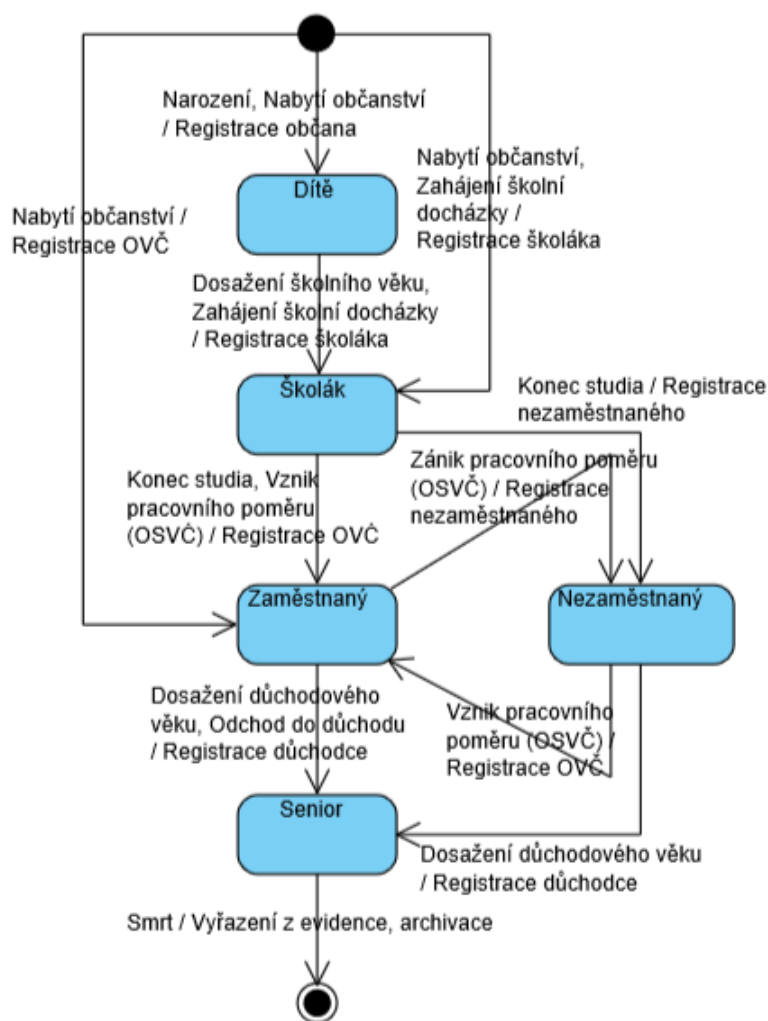 Narození, Nabytí občanství
/ Registrace občana
Nabytí občanství,
Zahájení školní
docházky /
Registrace školáka
Dítě
Nabytí občanství /
Registrace OVČ
Dosažení školního věku,
Zahájení školní docházky
/ Registrace školáka
Školák
Konec studia / Registrace
nezaměstnaného
Zánik pracovního poměru
(OSVČ) / Registrace
nezaměstnaného
Konec studia, Vznik
pracovního poměru
(OSVČ) / Registrace OVČ
Zaměstnaný
Nezaměstnaný
Dosažení důchodového
věku, Odchod do důchodu
/ Registrace důchodce
Vznik pracovního
poměru (OSVČ) /
Registrace OVČ
Senior
Dosažení důchodového věku
/ Registrace důchodce
Smrt / Vyřazení z evidence, archivace